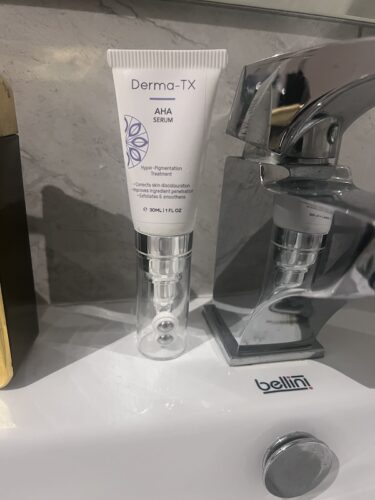 Derma-TX
AHA
SERUM
Hyper-Pigmentation
Treatment
• Corrects skin discolouration
• Improves ingredient penetration
• Exfoliates & smoothens
℮ 30ML | 1 FL OZ
bellini